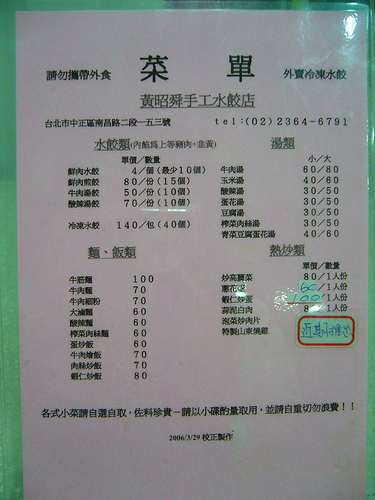 請勿攜帶外食 菜 單 外賣冷凍水餃
黃昭舜手工水餃店
台北市中正區南昌路二段一五三號 tel:(02)2364-6791
水餃類(內餡爲上等豬肉+韭黃)
單價/數量
鮮肉水餃 4/個(最少10個)
鮮肉煎餃 80/份(15個)
牛肉湯餃 50/份(10個)
酸辣湯餃 70/份(10個)
冷凍水餃 140/包(40個)
湯類
小/大
牛肉湯 60/80
玉米湯 40/60
酸辣湯 30/50
蛋花湯 30/50
豆腐湯 30/50
榨菜肉絲湯 30/50
青菜豆腐蛋花湯 40/60
麵、飯類
牛筋麵 100
牛肉麵 70
牛肉細粉 70
大滷麵 60
酸辣麵 60
榨菜肉絲麵 60
蛋炒飯 60
牛肉燴飯 70
肉絲炒飯 70
蝦仁炒飯 80
熱炒類
單價/數量
炒高麗菜 80/1人份
蔥花 60/1人份
蝦仁炒蛋 100/1人份
蒜泥白肉 /1人份
泡菜炒肉片
特製山東燒雞
近期推出
各式小菜請自選自取,佐料珍貴-請以小碟酌量取用,並請自重切勿浪費!!
2006/3/29 校正製作